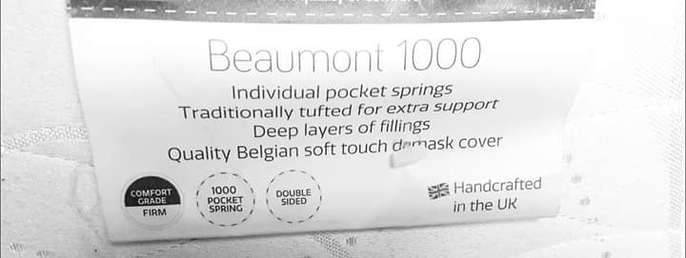 Beaumont 1000
Individual pocket springs
Traditionally tufted for extra support
Deep layers of fillings
Quality Belgian soft touch damask cover
COMFORT
GRADE
FIRM
1000
POCKET
SPRING
DOUBLE
SIDED
Handcrafted
in the UK